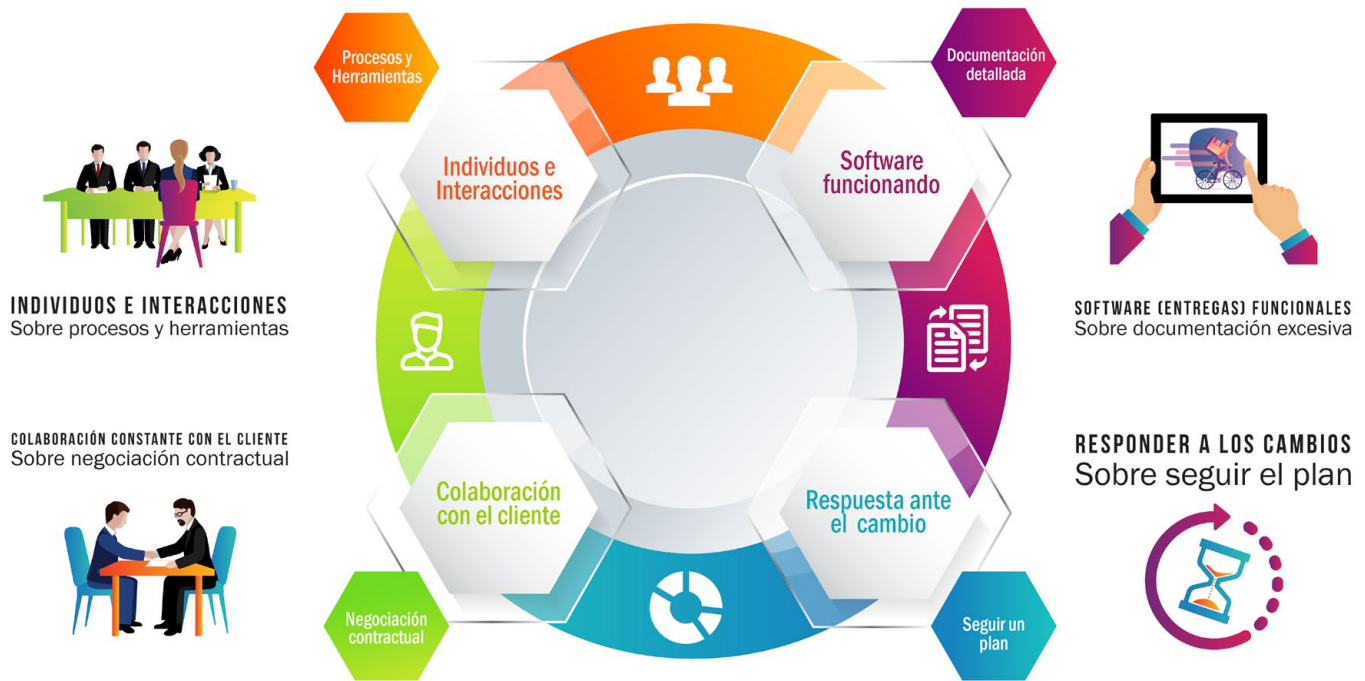 Procesos y
Herramientas
Documentación
detallada
Individuos e
Interacciones
Software
funcionando
INDIVIDUOS E INTERACCIONES
Sobre procesos y herramientas
SOFTWARE (ENTREGAS) FUNCIONALES
Sobre documentación excesiva
COLABORACIÓN CONSTANTE CON EL CLIENTE
Sobre negociación contractual
RESPONDER A LOS CAMBIOS
Sobre seguir el plan
Colaboración
con el cliente
Respuesta ante
el cambio
Negociación
contractual
Seguir un
plan